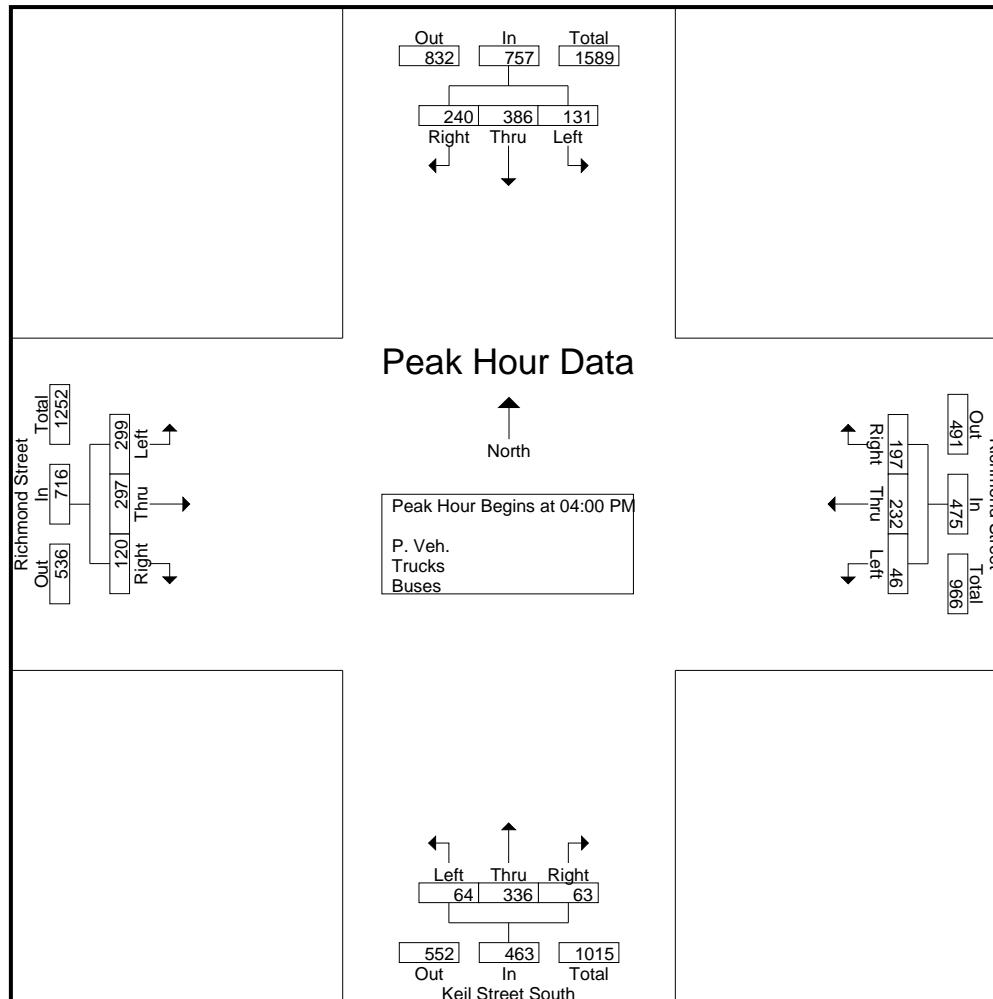 Out In Total
832 757 1589
240 386 131
Right Thru Left
Peak Hour Data
North
Peak Hour Begins at 04:00 PM
P. Veh.
Trucks
Buses
Richmond Street
Out In Total
536 716 1252
Right Thru Left
120 297 299
Out In Total
491 475 966
Right Thru Left
197 232 46
Left Thru Right
64 336 63
552 463 1015
Out In Total
Keil Street South